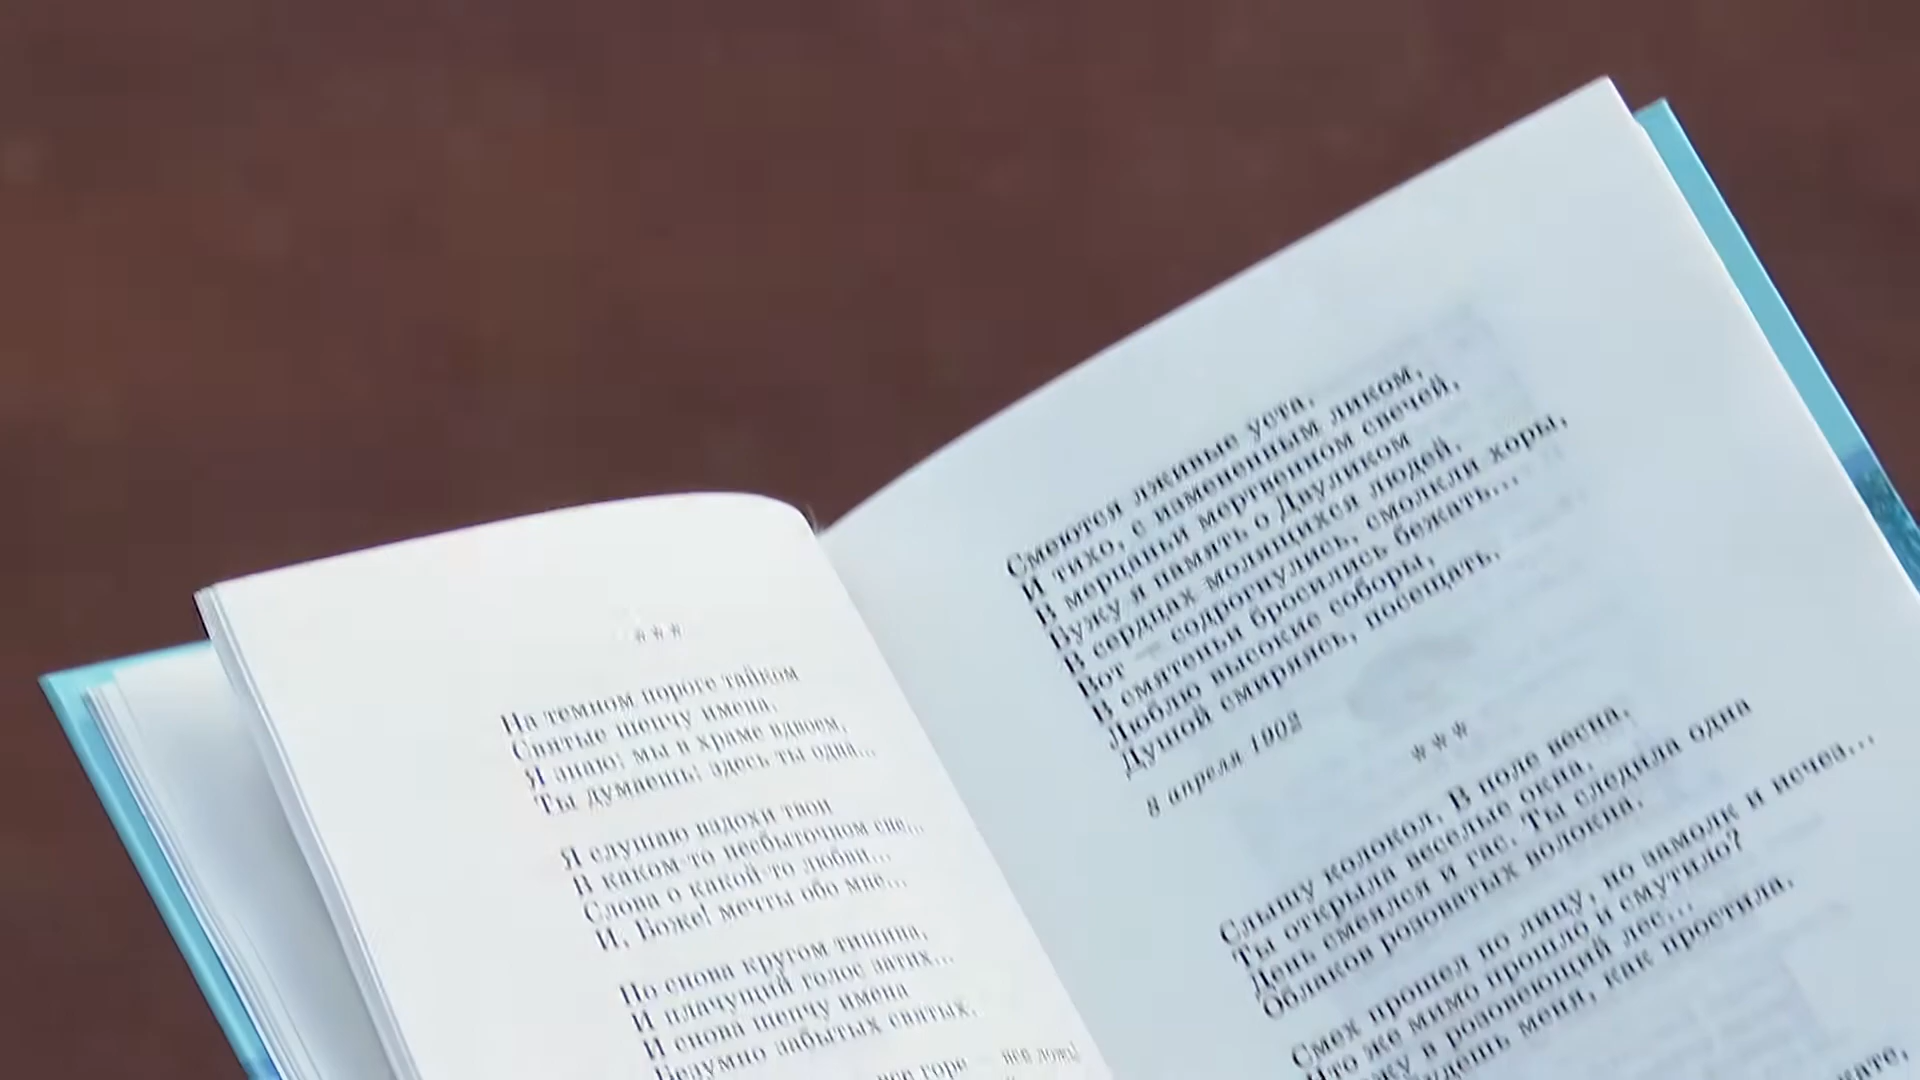 ***
На темном пороге тайком
Святые шепчу имена.
Я знаю: мы в храме вдвоем,
Ты думаешь: здесь ты одна...
Я слушаю вздохи твои
В каком-то несбыточном сне...
Слова о какой-то любви...
И, Боже! мечты обо мне...
Но снова кругом тишина,
И плачущий голос затих...
И снова шепчу имена
Безумно забытых святых.
все горе — все ложь!
Смеются лживые уста.
И тихо, с измененным ликом,
В мерцаньи мертвенном свечей,
Бужу я память о Двуликом
В сердцах молящихся людей.
Вот — содрогнулись, смолкли хоры,
В смятеньи бросились бежать...
Люблю высокие соборы,
Душой смиряясь, посещать.
8 апреля 1902
***
Слышу колокол. В поле весна.
Ты открыла веселые окна.
День смеялся и гас. Ты следила одна
Облаков розоватых волокна.
Смех прошел по лицу, но замолк и исчез...
Что же мимо прошло и смутило?
розовеющий лес...
меня, как простила.